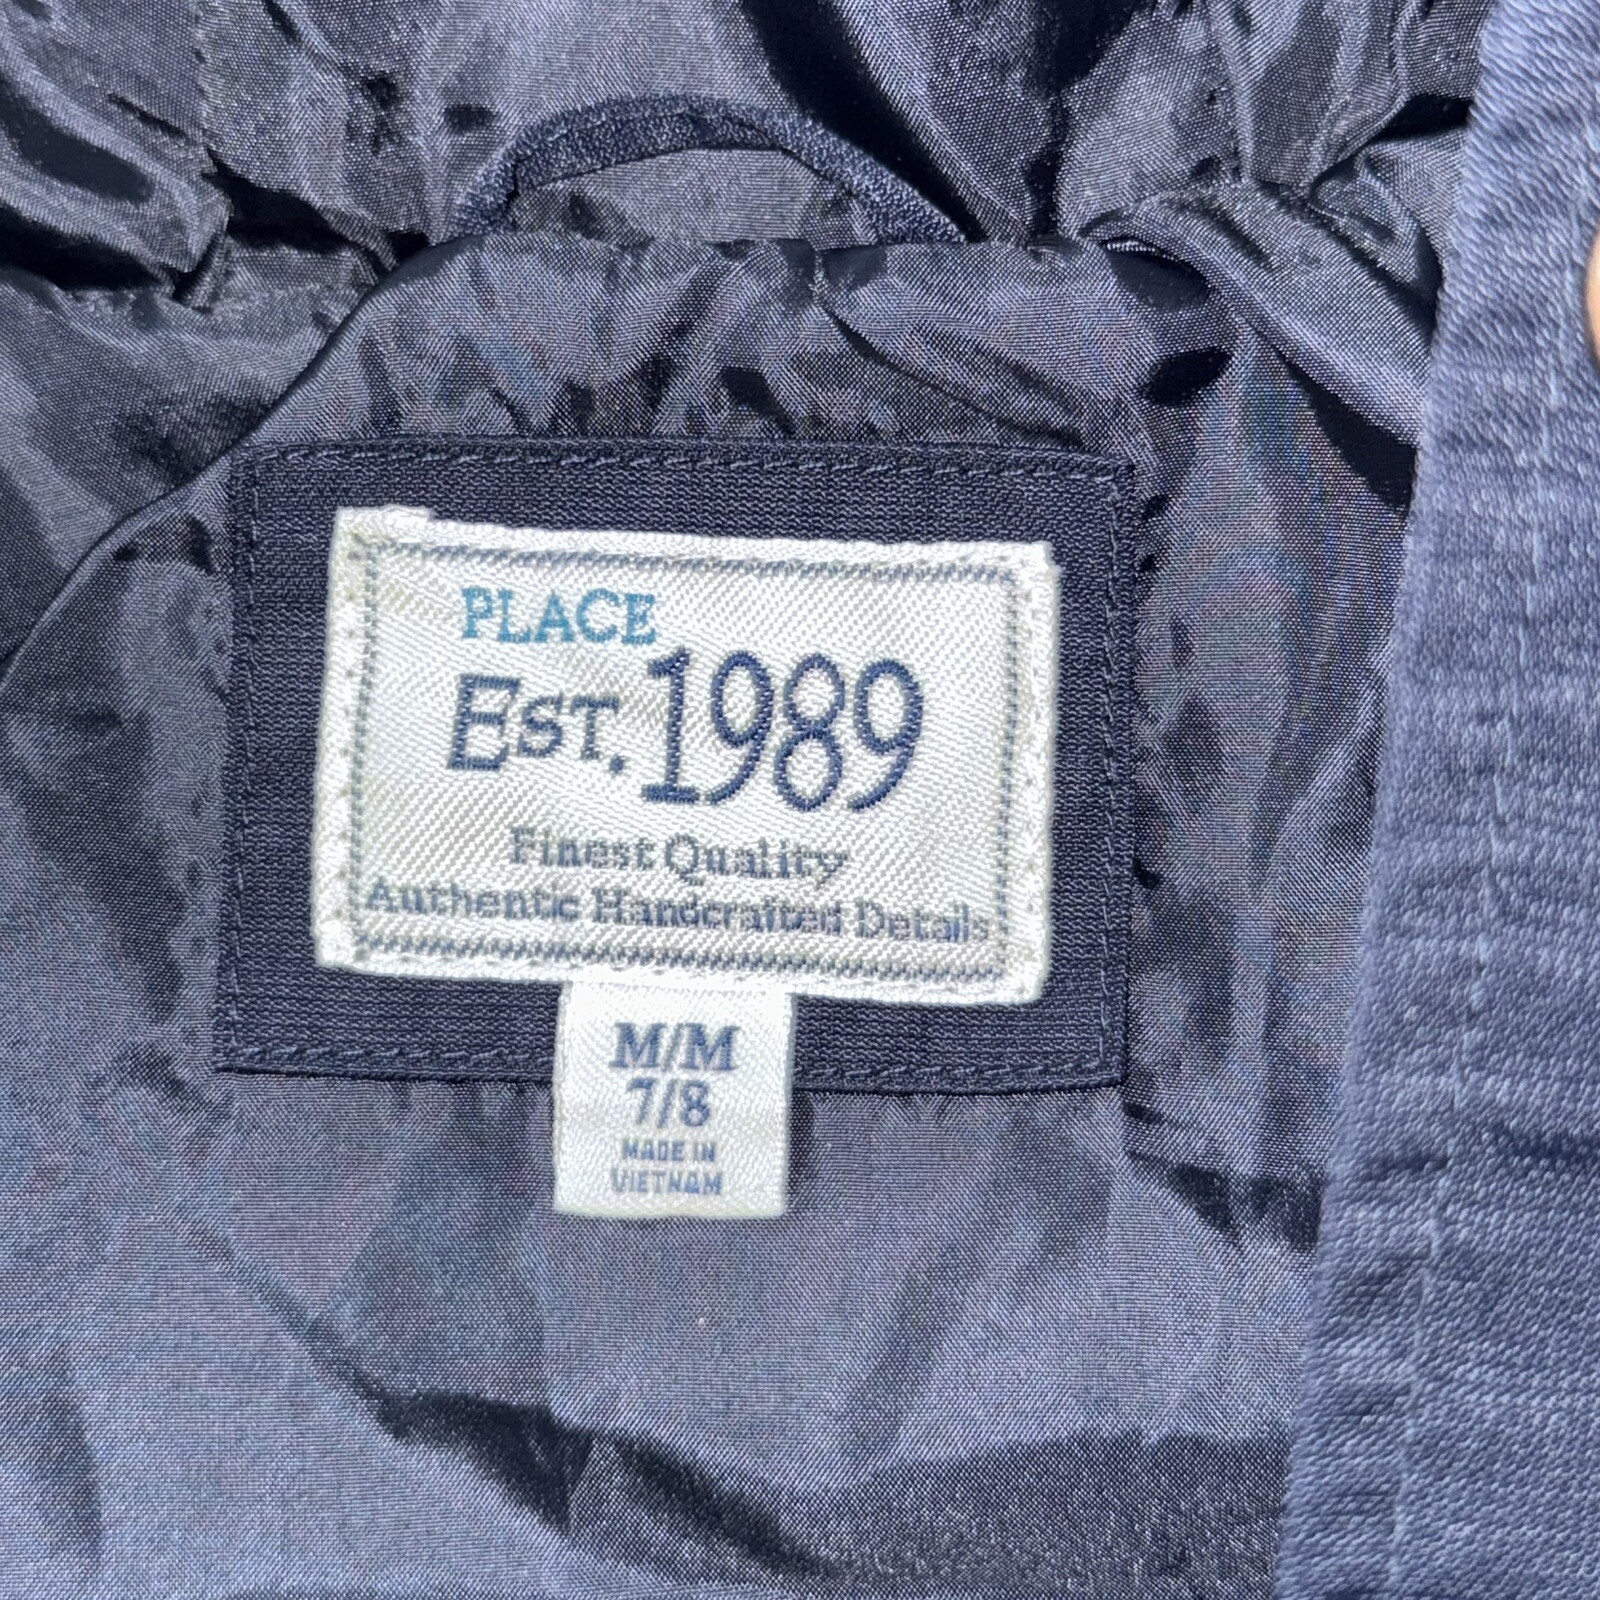 PLACE
EST. 1989
Finest Quality
Authentic Handcrafted Details
M/M
7/8
MADE IN
VIETNAM